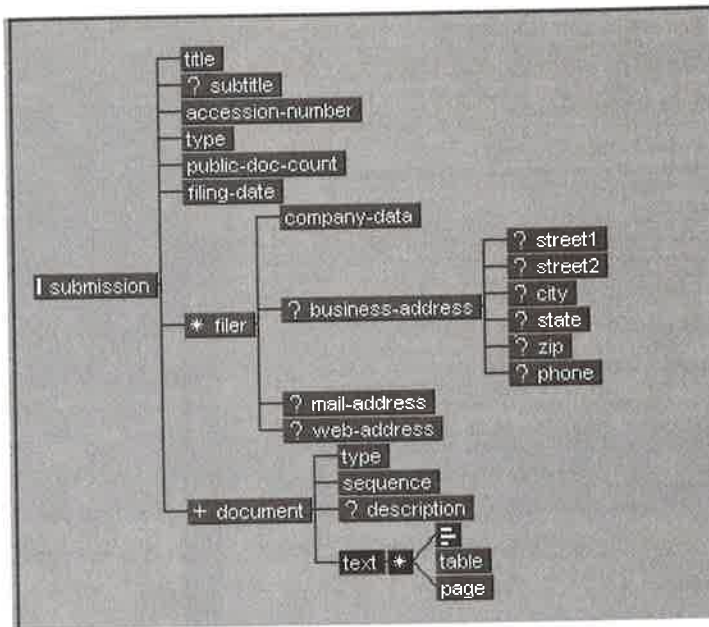 title
? subtitle
accession-number
type
public-doc-count
filing-date
submission
* filer
company-data
? business-address
? street1
? street2
? city
? state
? zip
? phone
? mail-address
? web-address
+ document
type
sequence
? description
text *
table
page